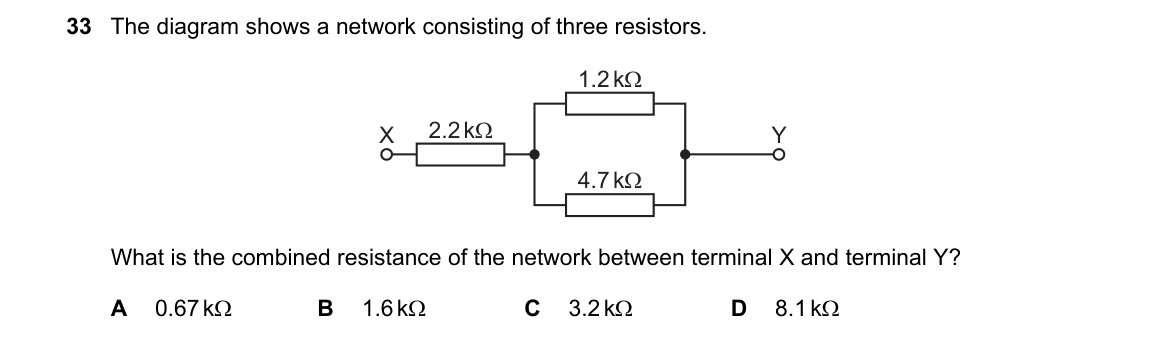 33 The diagram shows a network consisting of three resistors.
1.2 kΩ
X 2.2 kΩ Y
4.7 kΩ
What is the combined resistance of the network between terminal X and terminal Y?
A 0.67 kΩ B 1.6 kΩ C 3.2 kΩ D 8.1 kΩ